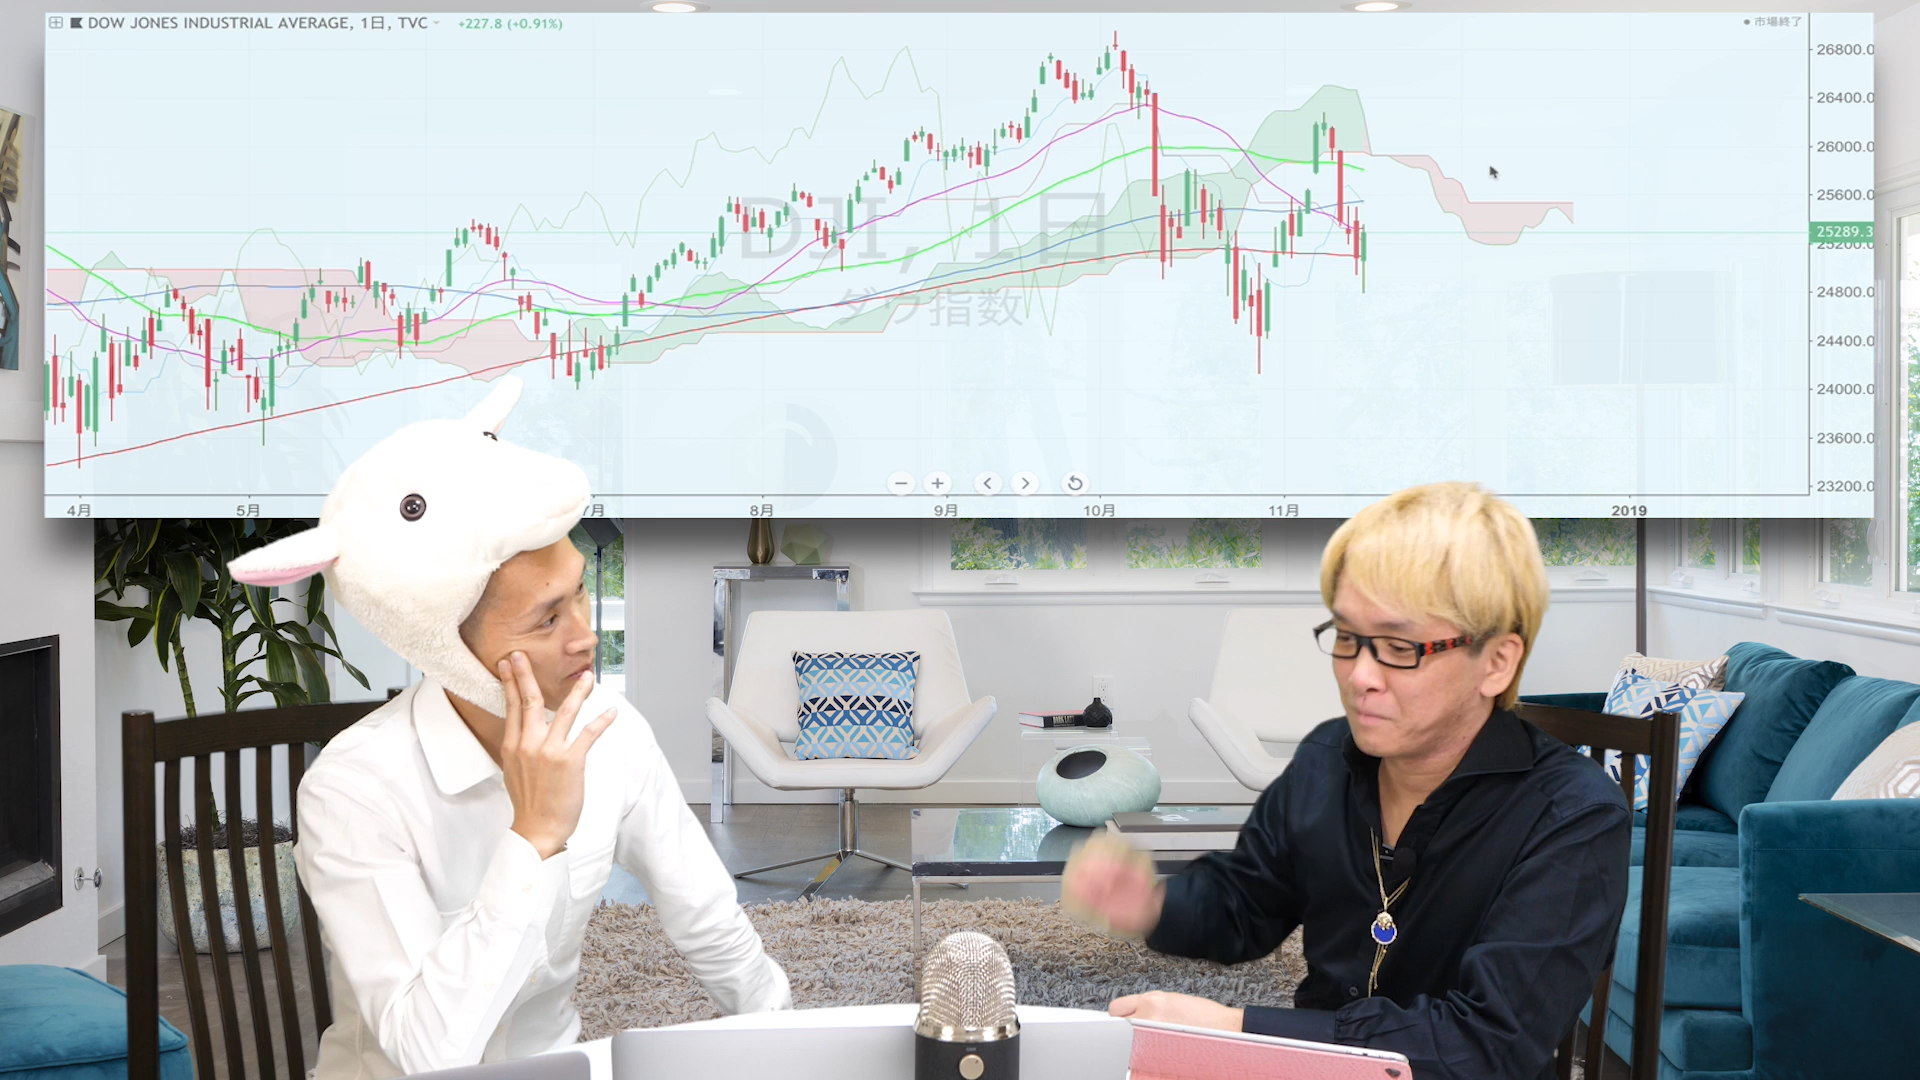 DOW JONES INDUSTRIAL AVERAGE, 1日, TVC +227.8 (+0.91%)
市場終了
26800.0
26400.0
26000.0
25600.0
25289.3
25200.0
24800.0
24400.0
24000.0
23600.0
23200.0
DJI, 1日
ダウ指数
4月 5月 7月 8月 9月 10月 11月 2019